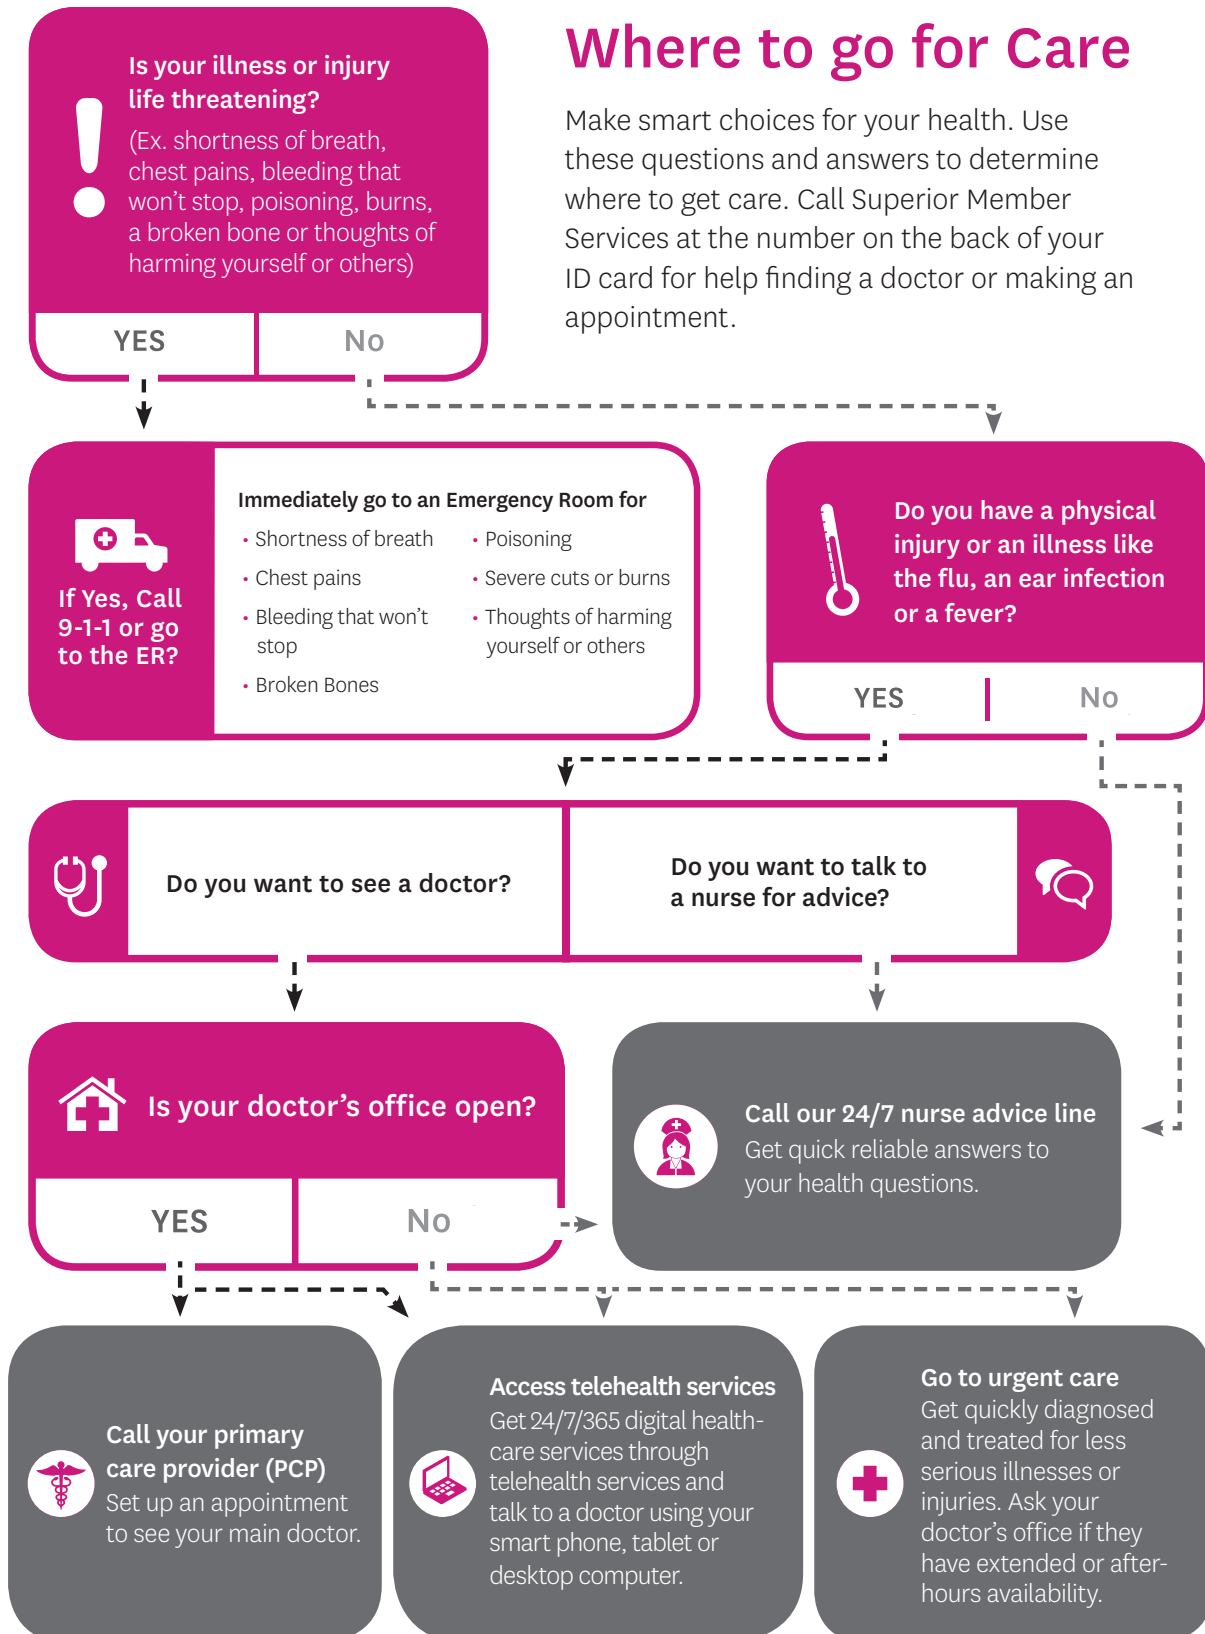 Where to go for Care
Make smart choices for your health. Use
these questions and answers to determine
where to get care. Call Superior Member
Services at the number on the back of your
ID card for help finding a doctor or making an
appointment.
Is your illness or injury
life threatening?
(Ex. shortness of breath,
chest pains, bleeding that
won't stop, poisoning, burns,
a broken bone or thoughts of
harming yourself or others)
YES
No
If Yes, Call
9-1-1 or go
to the ER?
Immediately go to an Emergency Room for
• Shortness of breath
• Chest pains
• Bleeding that won't
stop
• Broken Bones
• Poisoning
• Severe cuts or burns
• Thoughts of harming
yourself or others
Do you have a physical
injury or an illness like
the flu, an ear infection
or a fever?
YES
No
Do you want to see a doctor?
Do you want to talk to
a nurse for advice?
Is your doctor's office open?
YES
No
Call our 24/7 nurse advice line
Get quick reliable answers to
your health questions.
Call your primary
care provider (PCP)
Set up an appointment
to see your main doctor.
Access telehealth services
Get 24/7/365 digital health-
care services through
telehealth services and
talk to a doctor using your
smart phone, tablet or
desktop computer.
Go to urgent care
Get quickly diagnosed
and treated for less
serious illnesses or
injuries. Ask your
doctor's office if they
have extended or after-
hours availability.